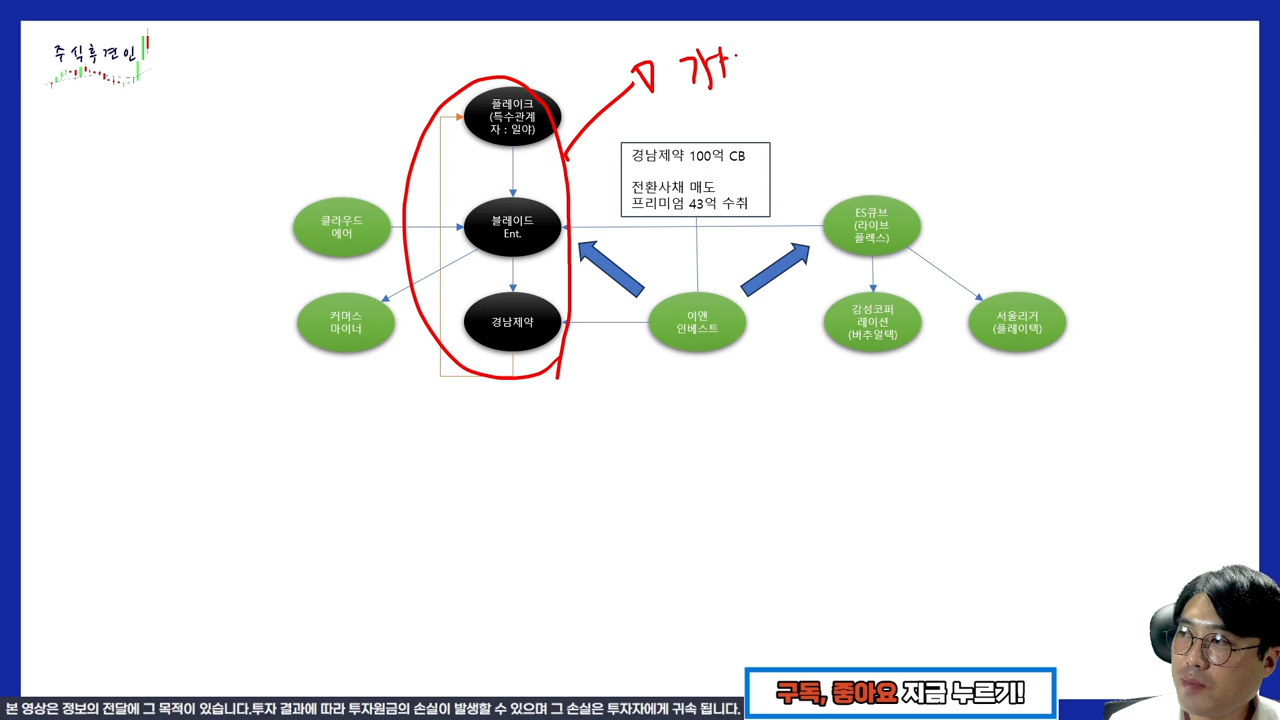 주식후견인
플레이크
(특수관계
자 : 일야)
경남제약 100억 CB
전환사채 매도
프리미엄 43억 수취
클라우드
에어
블레이드
Ent.
ES큐브
(라이브
플렉스)
커머스
마이너
경남제약
이앤
인베스트
감성코퍼
레이션
(버추얼텍)
서울리거
(플레이텍)
구독, 좋아요 지금 누르기!
본 영상은 정보의 전달에 그 목적이 있습니다.투자 결과에 따라 투자원금의 손실이 발생할 수 있으며 그 손실은 투자자에게 귀속 됩니다.